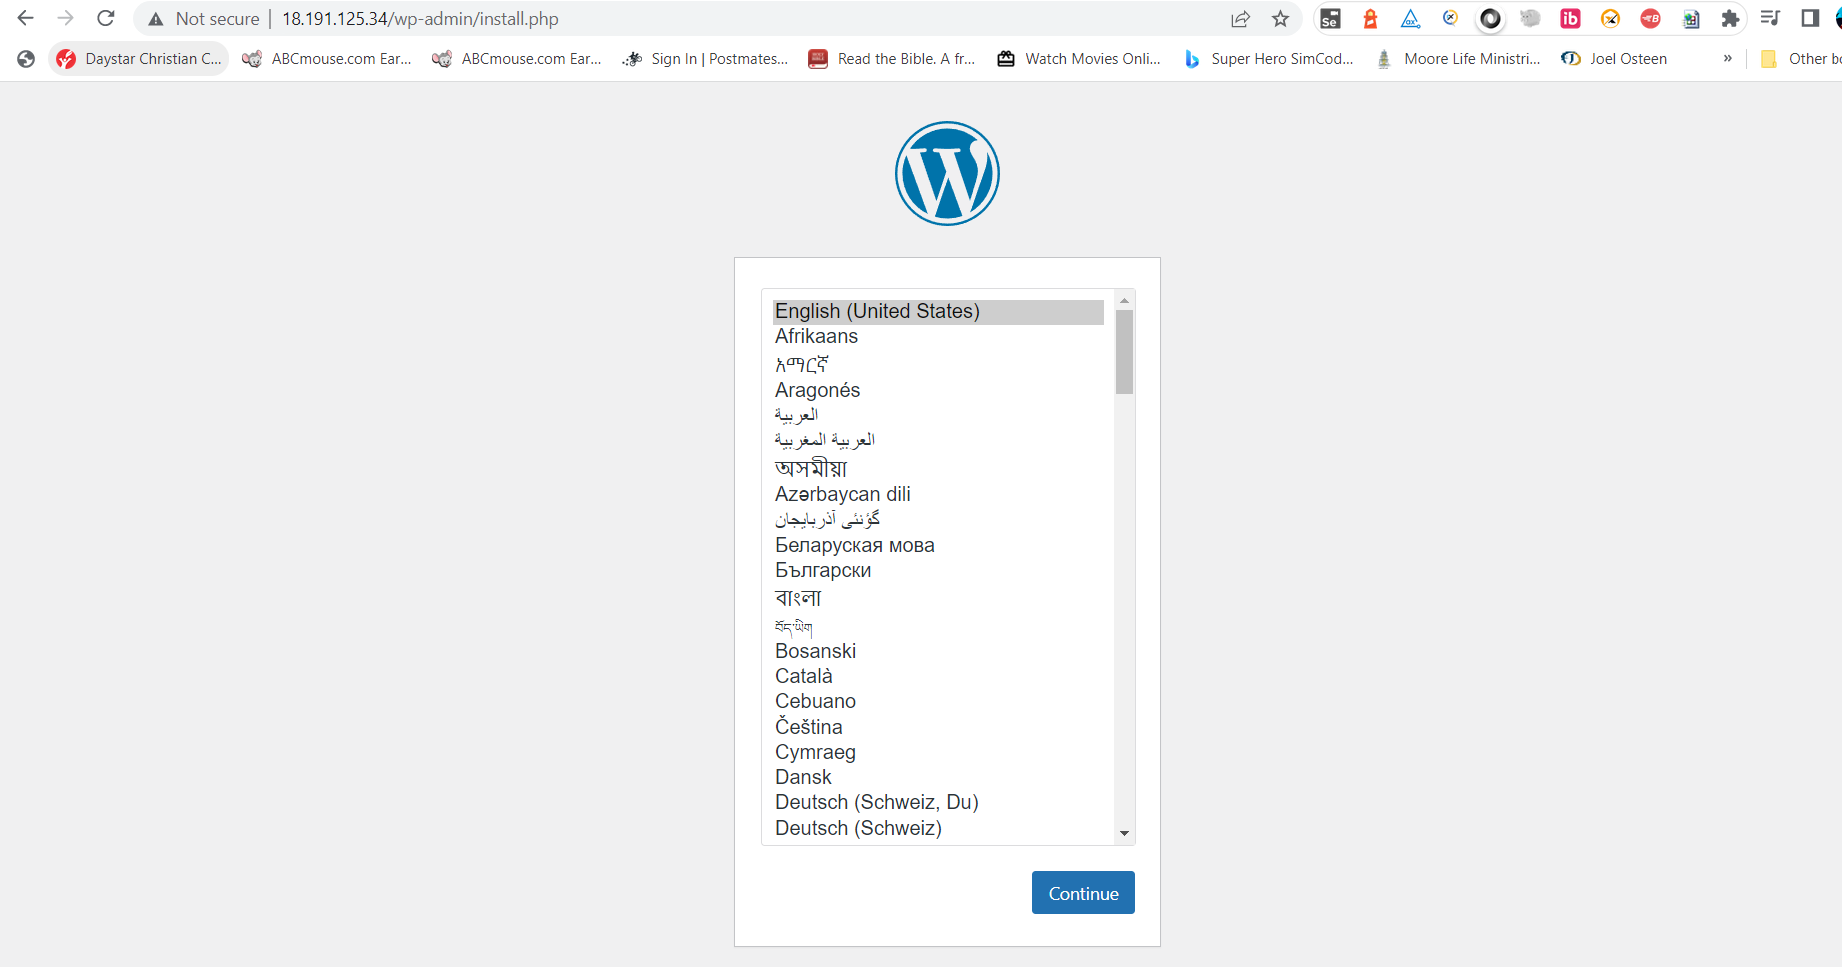 Not secure | 18.191.125.34/wp-admin/install.php
Daystar Christian C... ABCmouse.com Ear... ABCmouse.com Ear... Sign In | Postmates... Read the Bible. A fr... Watch Movies Onli... Super Hero SimCod... Moore Life Ministri... Joel Osteen » Other bo
English (United States)
Afrikaans
አማርኛ
Aragonés
العربية
العربية المغربية
অসমীয়া
Azərbaycan dili
گؤنئی آذربایجان
Беларуская мова
Български
বাংলা
བོད་ཡིག
Bosanski
Català
Cebuano
Čeština
Cymraeg
Dansk
Deutsch (Schweiz, Du)
Deutsch (Schweiz)
Continue